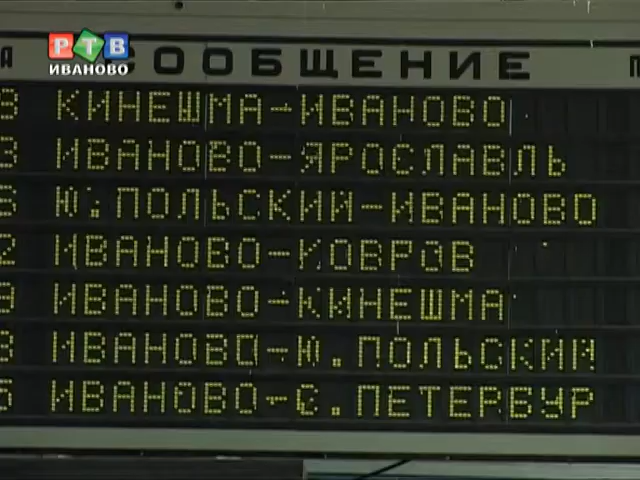 РТВ
ИВАНОВО
СООБЩЕНИЕ
КИНЕШМА-ИВАНОВО
ИВАНОВО-ЯРОСЛАВЛЬ
Ю.ПОЛЬСКИЙ-ИВАНОВО
ИВАНОВО-КОВРОВ
ИВАНОВО-КИНЕШМА
ИВАНОВО-Ю.ПОЛЬСКИЙ
ИВАНОВО-С.ПЕТЕРБУР